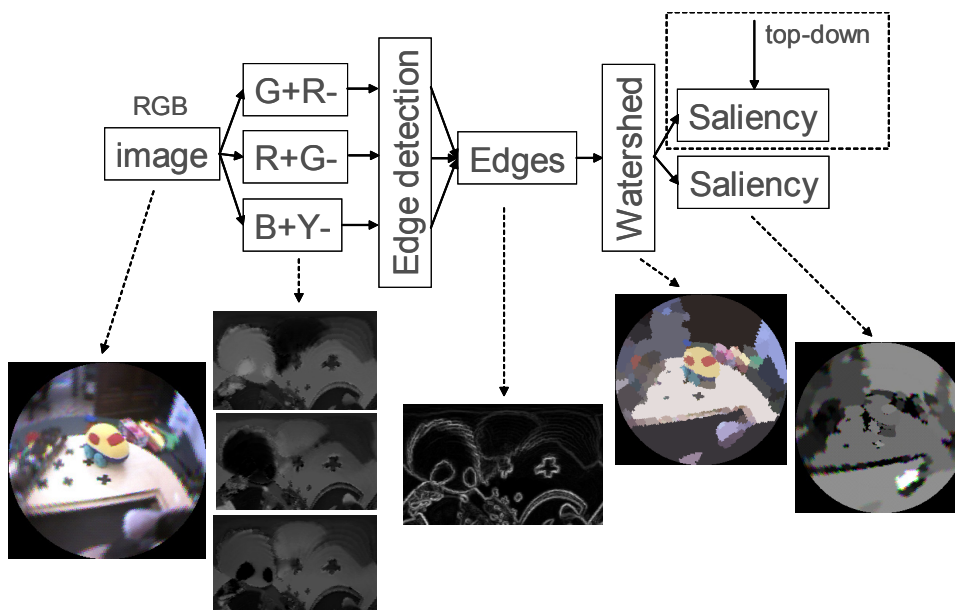 RGB
image
G+R-
R+G-
B+Y-
Edge detection
Edges
Watershed
top-down
Saliency
Saliency